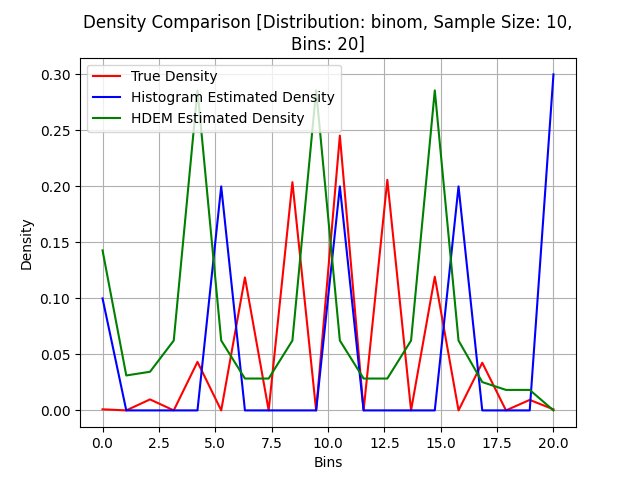 Density Comparison [Distribution: binom, Sample Size: 10,
Bins: 20]
True Density
Histogram Estimated Density
HDEM Estimated Density
Density
0.30
0.25
0.20
0.15
0.10
0.05
0.00
0.0 2.5 5.0 7.5 10.0 12.5 15.0 17.5 20.0
Bins